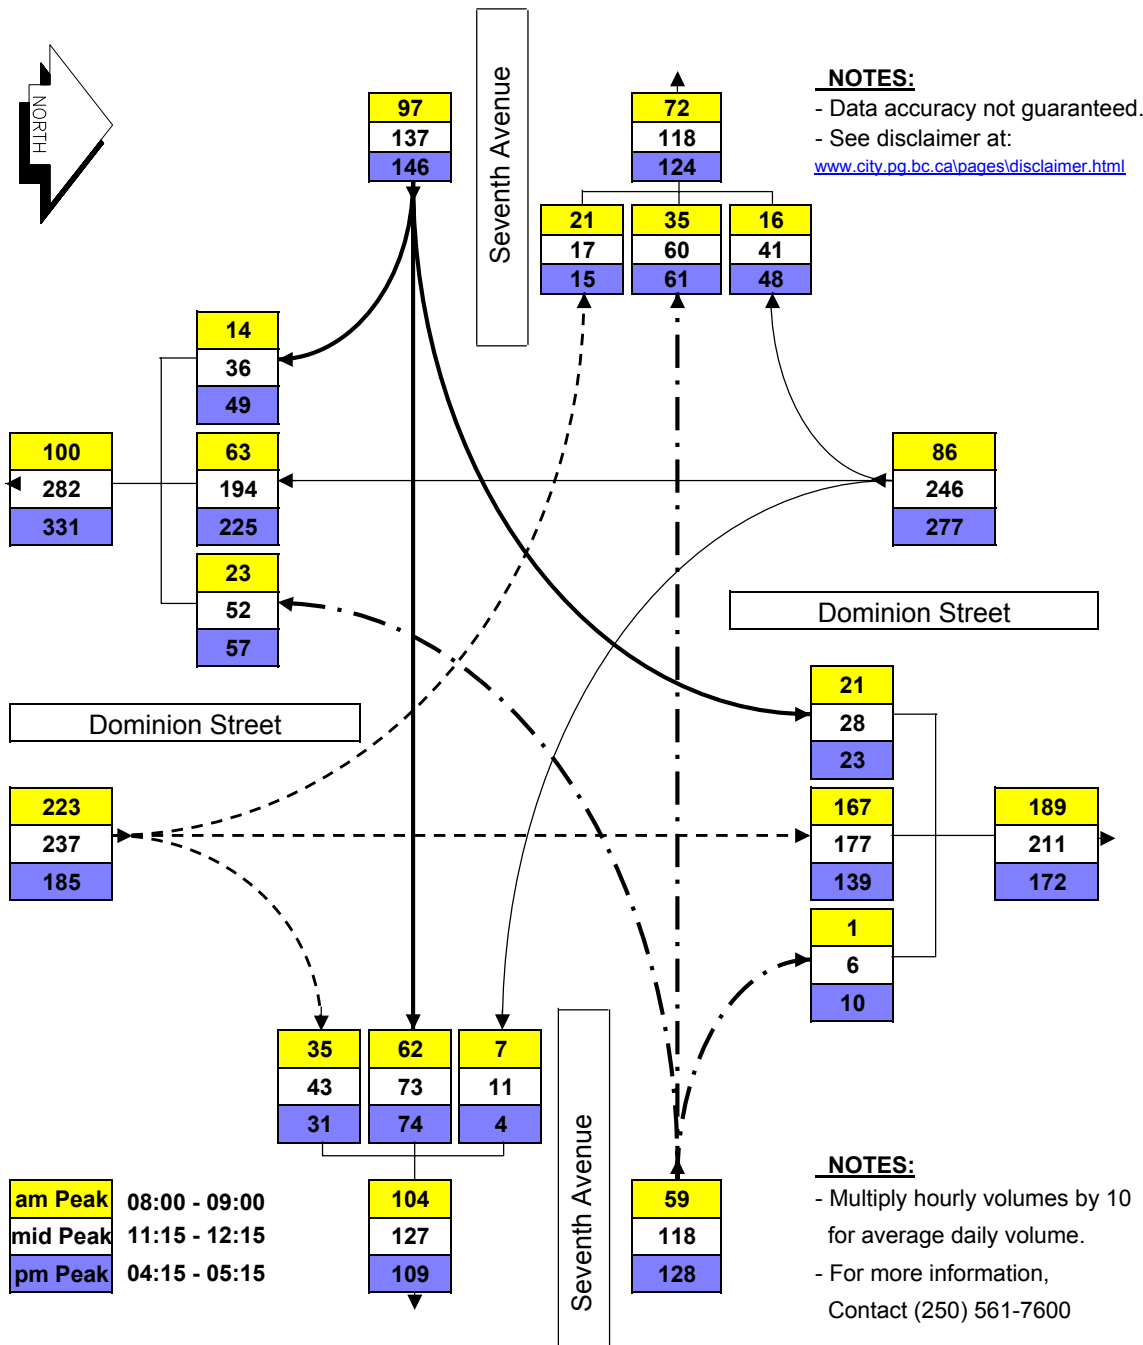 NORTH
97
137
146
Seventh Avenue
72
118
124
NOTES:
- Data accuracy not guaranteed.
- See disclaimer at:
www.city.pg.bc.ca\pages\disclaimer.html
21 35 16
17 60 41
15 61 48
14
36
49
100
282
331
63
194
225
23
52
57
86
246
277
Dominion Street
Dominion Street
21
28
23
223
237
185
167
177
139
189
211
172
1
6
10
35 62 7
43 73 11
31 74 4
Seventh Avenue
am Peak 08:00 - 09:00
mid Peak 11:15 - 12:15
pm Peak 04:15 - 05:15
104
127
109
59
118
128
NOTES:
- Multiply hourly volumes by 10
for average daily volume.
- For more information,
Contact (250) 561-7600